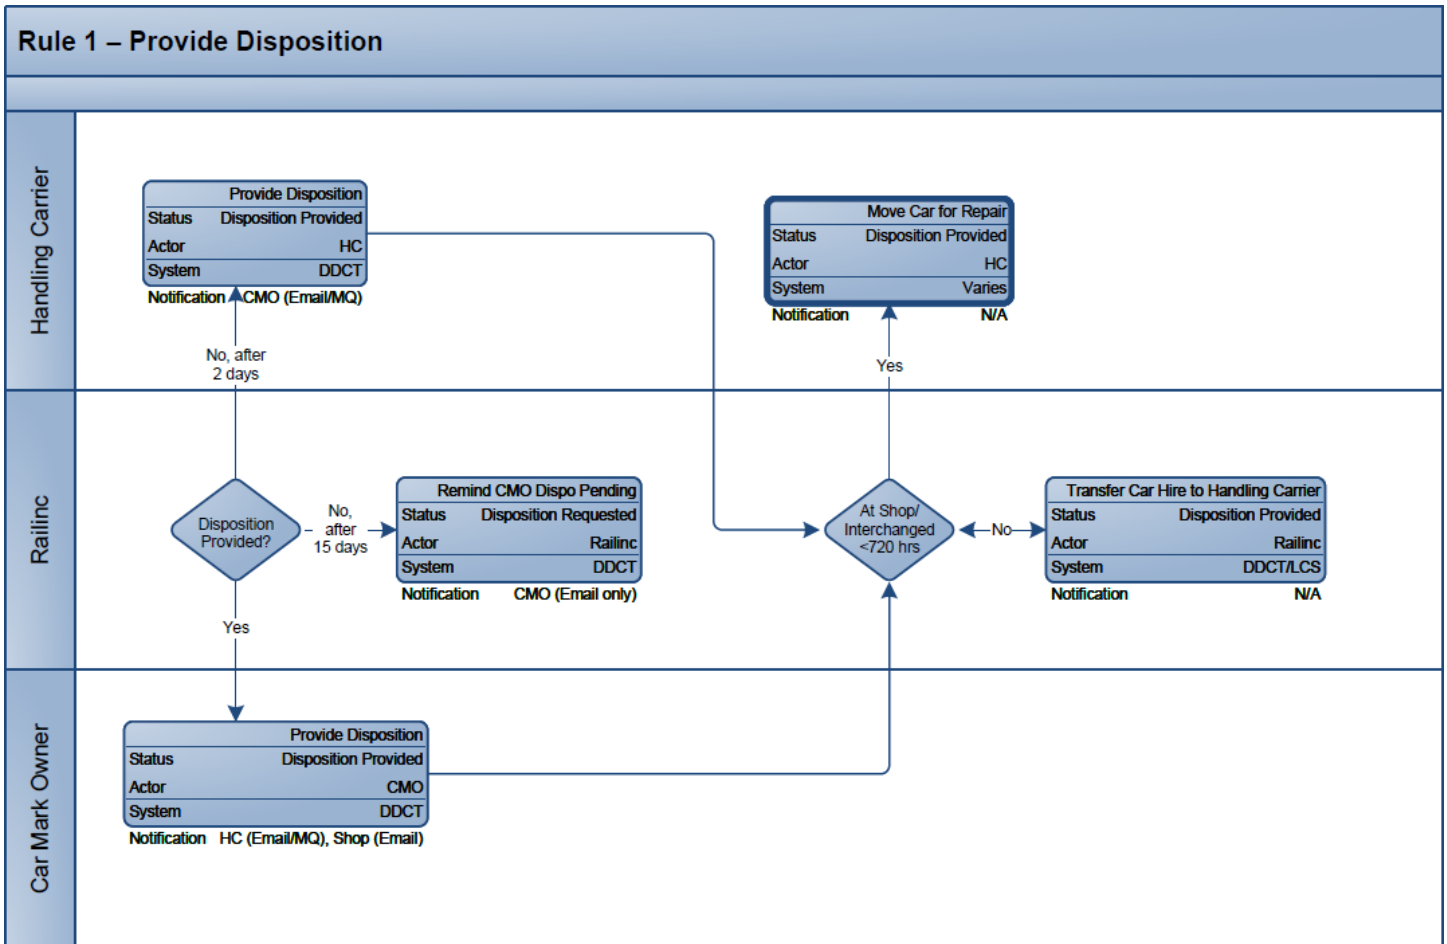 Rule 1 – Provide Disposition
Handling Carrier
Provide Disposition
Status Disposition Provided
Actor HC
System DDCT
Notification CMO (Email/MQ)
No, after
2 days
Move Car for Repair
Status Disposition Provided
Actor HC
System Varies
Notification N/A
Yes
Railinc
Disposition
Provided?
No,
after
15 days
Remind CMO Dispo Pending
Status Disposition Requested
Actor Railinc
System DDCT
Notification CMO (Email only)
At Shop/
Interchanged
<720 hrs
No
Transfer Car Hire to Handling Carrier
Status Disposition Provided
Actor Railinc
System DDCT/LCS
Notification N/A
Yes
Car Mark Owner
Provide Disposition
Status Disposition Provided
Actor CMO
System DDCT
Notification HC (Email/MQ), Shop (Email)